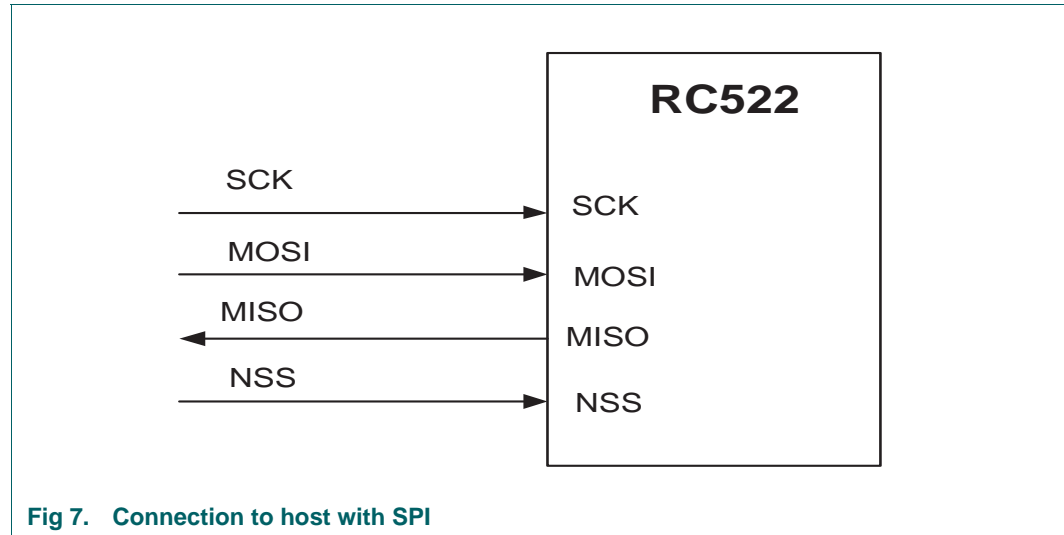 RC522
SCK
SCK
MOSI
MOSI
MISO
MISO
NSS
NSS
Fig 7. Connection to host with SPI